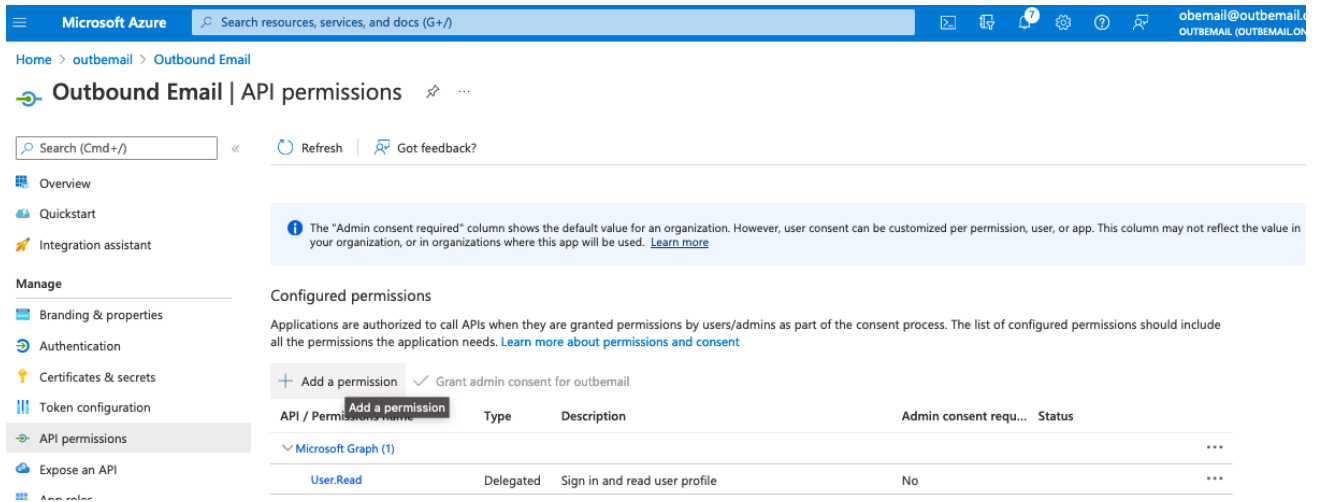 Microsoft Azure
Search resources, services, and docs (G+/)
7
obemail@outbemail.
OUTBEMAIL (OUTBEMAIL.ON
Home > outbemail > Outbound Email
Outbound Email | API permissions
Search (Cmd+/)
Refresh
Got feedback?
Overview
Quickstart
Integration assistant
Manage
Branding & properties
Authentication
Certificates & secrets
Token configuration
API permissions
Expose an API
App roles
The "Admin consent required" column shows the default value for an organization. However, user consent can be customized per permission, user, or app. This column may not reflect the value in
your organization, or in organizations where this app will be used. Learn more
Configured permissions
Applications are authorized to call APIs when they are granted permissions by users/admins as part of the consent process. The list of configured permissions should include
all the permissions the application needs. Learn more about permissions and consent
Add a permission
Grant admin consent for outbemail
Add a permission
API / Permissions name Type Description Admin consent requ... Status
Microsoft Graph (1)
User.Read Delegated Sign in and read user profile No